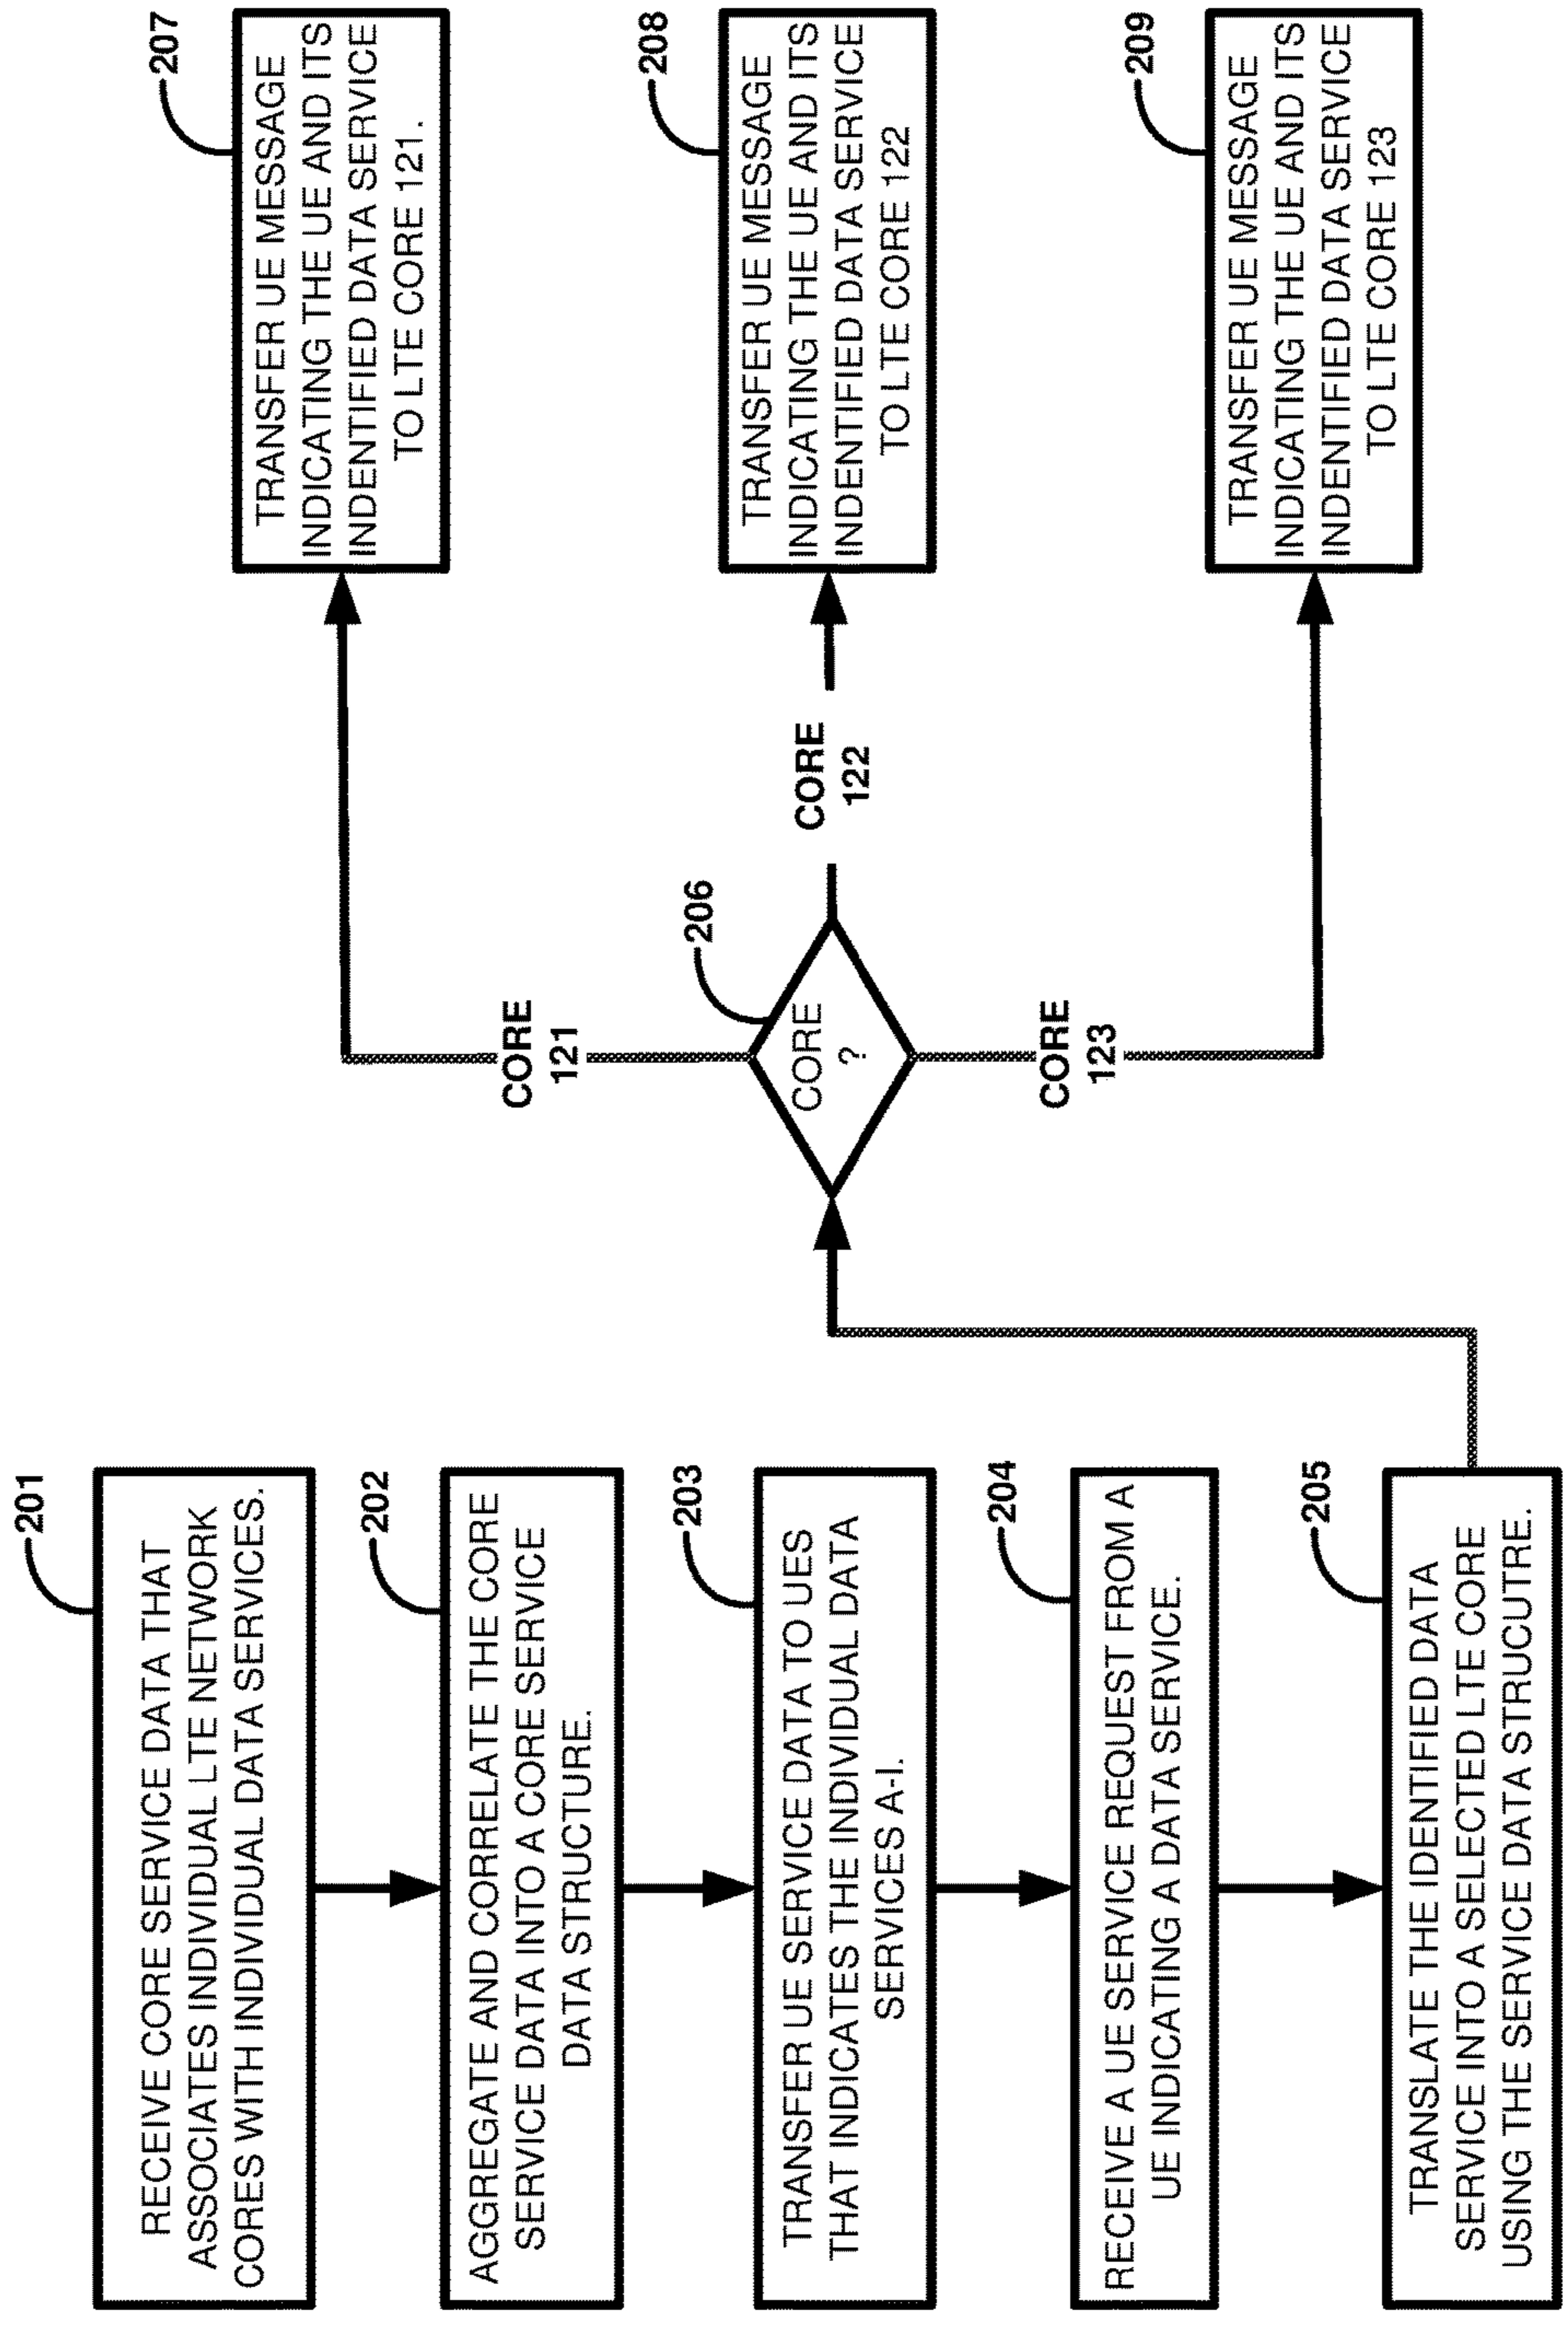 201
RECEIVE CORE SERVICE DATA THAT
ASSOCIATES INDIVIDUAL LTE NETWORK
CORES WITH INDIVIDUAL DATA SERVICES.
202
AGGREGATE AND CORRELATE THE CORE
SERVICE DATA INTO A CORE SERVICE
DATA STRUCTURE.
203
TRANSFER UE SERVICE DATA TO UES
THAT INDICATES THE INDIVIDUAL DATA
SERVICES A-I.
204
RECEIVE A UE SERVICE REQUEST FROM A
UE INDICATING A DATA SERVICE.
205
TRANSLATE THE IDENTIFIED DATA
SERVICE INTO A SELECTED LTE CORE
USING THE SERVICE DATA STRUCUTRE.
206
CORE
?
CORE
121
CORE
122
CORE
123
207
TRANSFER UE MESSAGE
INDICATING THE UE AND ITS
INDENTIFIED DATA SERVICE
TO LTE CORE 121.
208
TRANSFER UE MESSAGE
INDICATING THE UE AND ITS
INDENTIFIED DATA SERVICE
TO LTE CORE 122
209
TRANSFER UE MESSAGE
INDICATING THE UE AND ITS
INDENTIFIED DATA SERVICE
TO LTE CORE 123